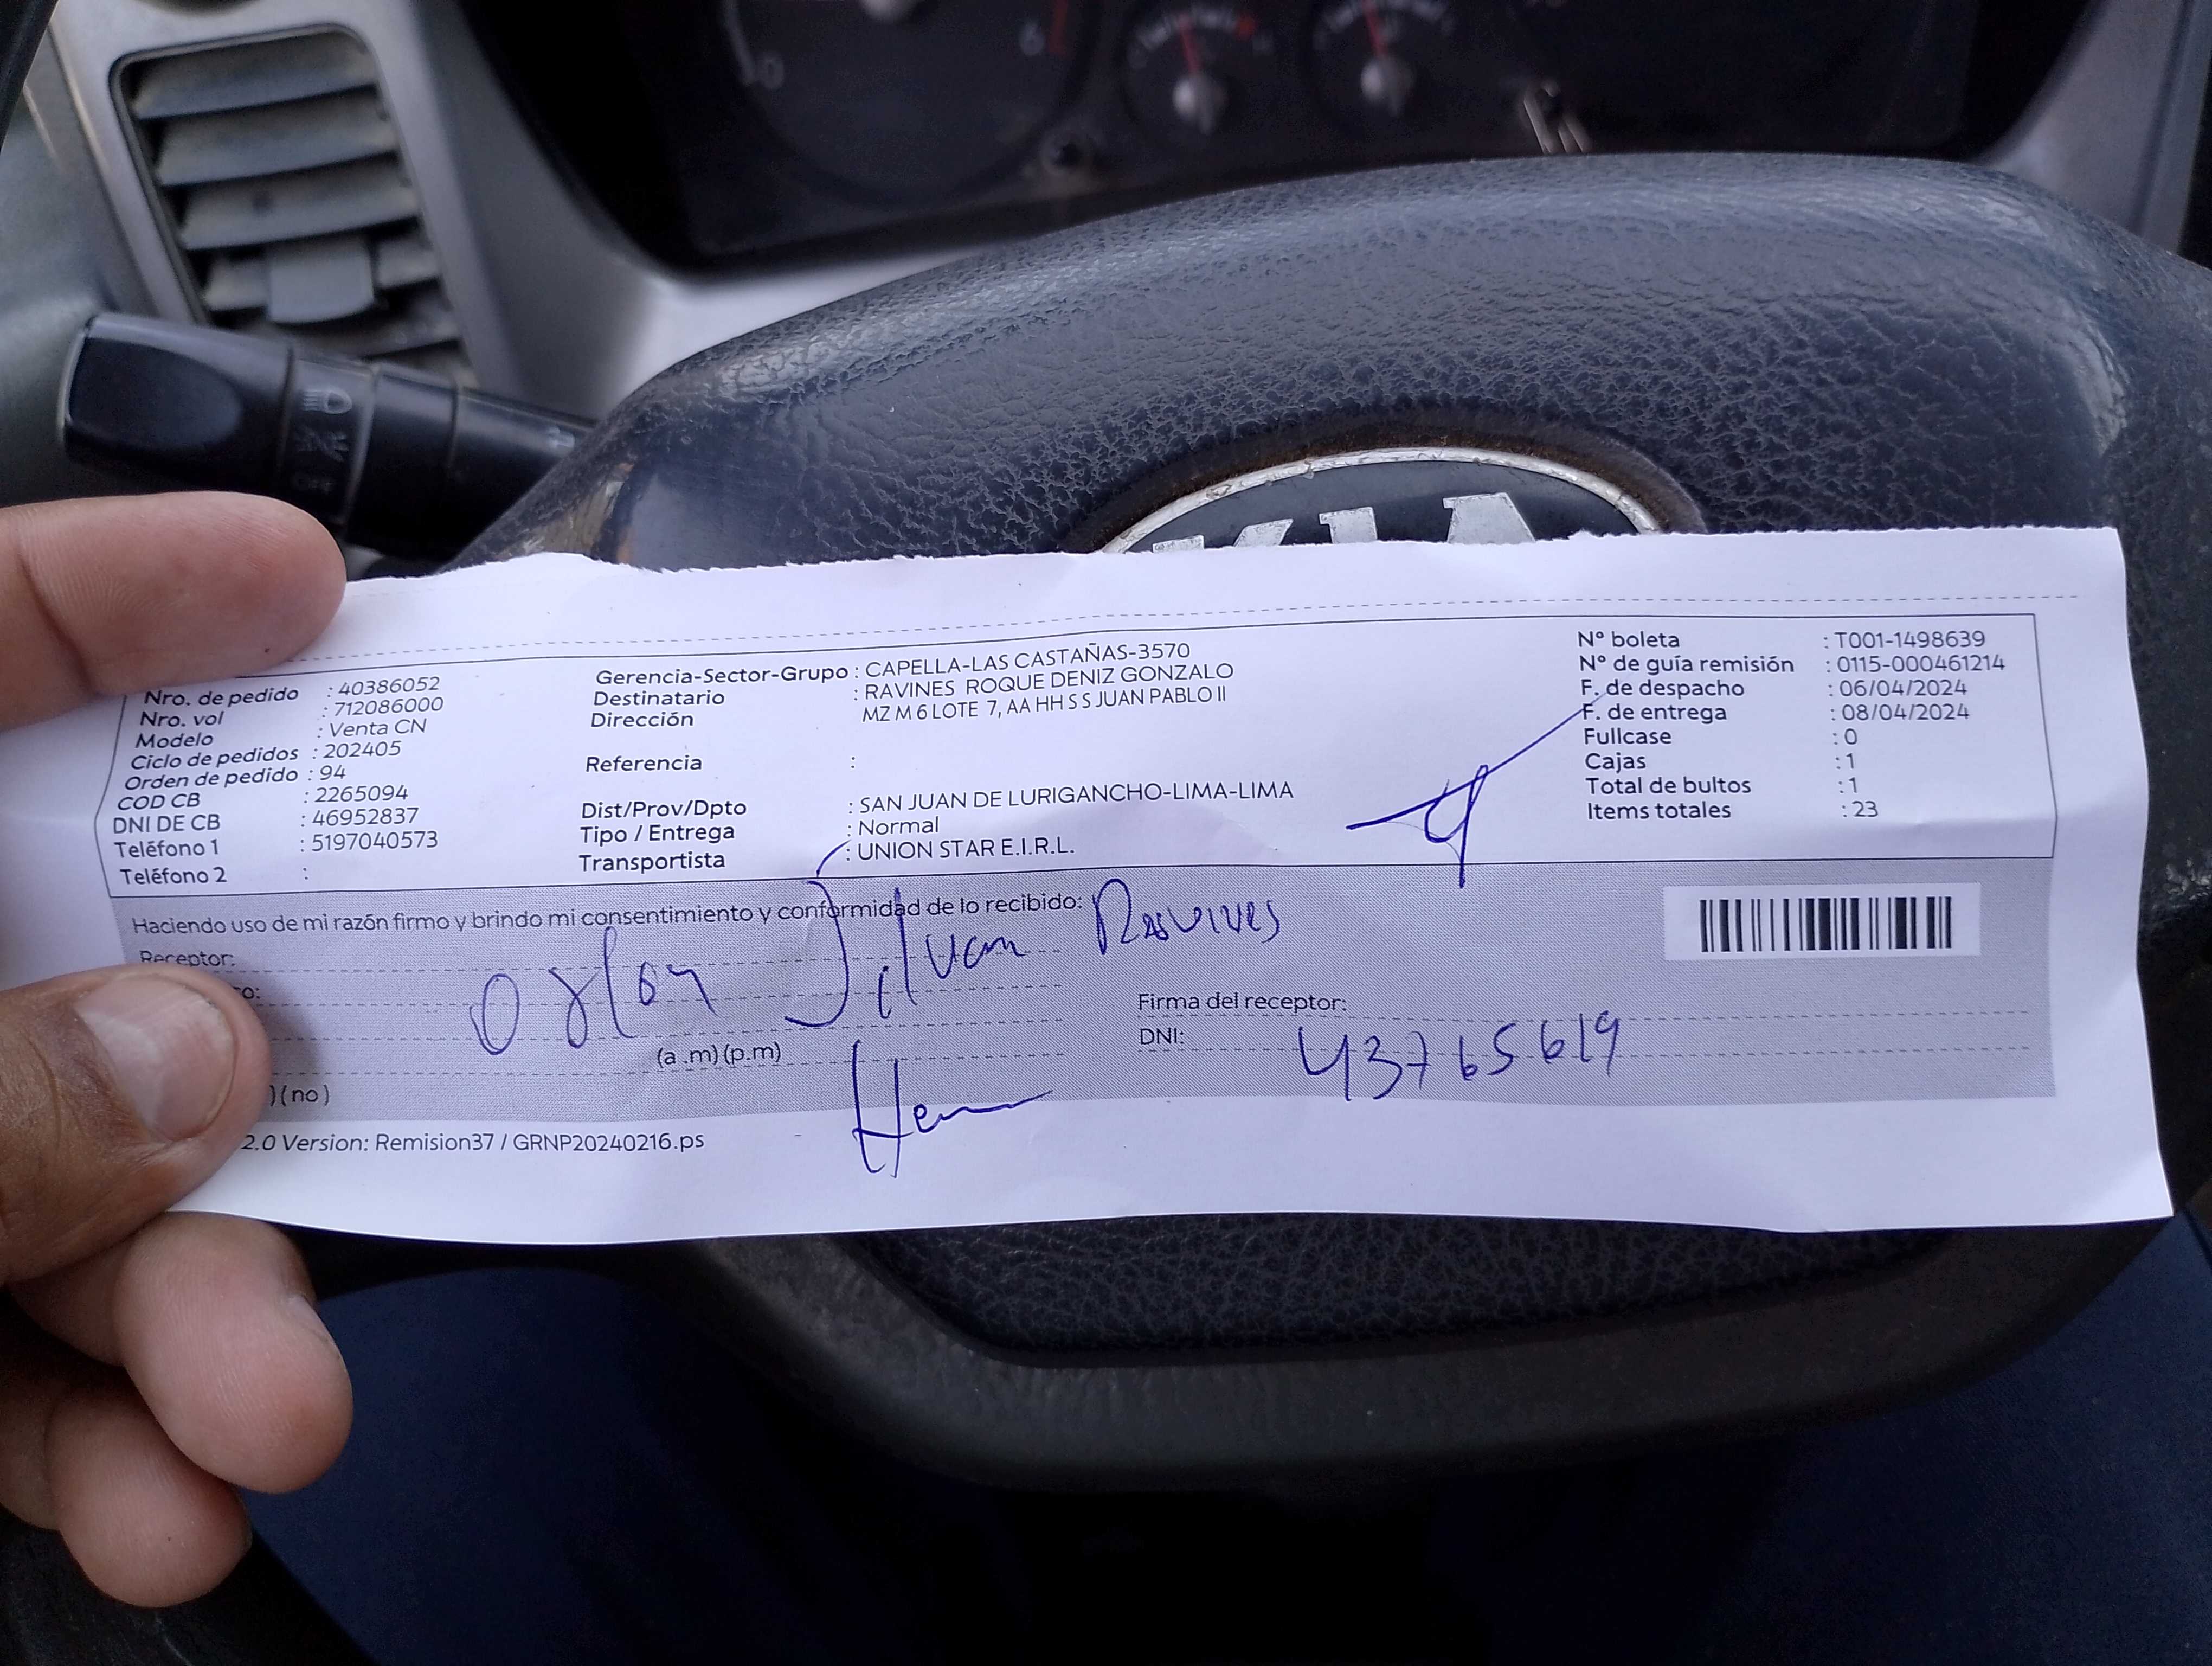 KIA
Nro. de pedido : 40386052
Nro. vol : 712086000
Modelo : Venta CN
Ciclo de pedidos : 202405
Orden de pedido : 94
COD CB : 2265094
DNI DE CB : 46952837
Teléfono 1 : 5197040573
Teléfono 2 :
Gerencia-Sector-Grupo : CAPELLA-LAS CASTAÑAS-3570
Destinatario : RAVINES ROQUE DENIZ GONZALO
Dirección MZ M 6 LOTE 7, AA HH S S JUAN PABLO II
Referencia :
Dist/Prov/Dpto : SAN JUAN DE LURIGANCHO-LIMA-LIMA
Tipo / Entrega : Normal
Transportista : UNION STAR E.I.R.L.
N° boleta : T001-1498639
N° de guía remisión : 0115-000461214
F. de despacho : 06/04/2024
F. de entrega : 08/04/2024
Fullcase : 0
Cajas : 1
Total de bultos : 1
Items totales : 23
Haciendo uso de mi razón firmo y brindo mi consentimiento y conformidad de lo recibido:
Receptor:
o:
(a .m) (p.m)
) (no)
Firma del receptor:
DNI: 43765619
2.0 Version: Remision37 / GRNP20240216.ps